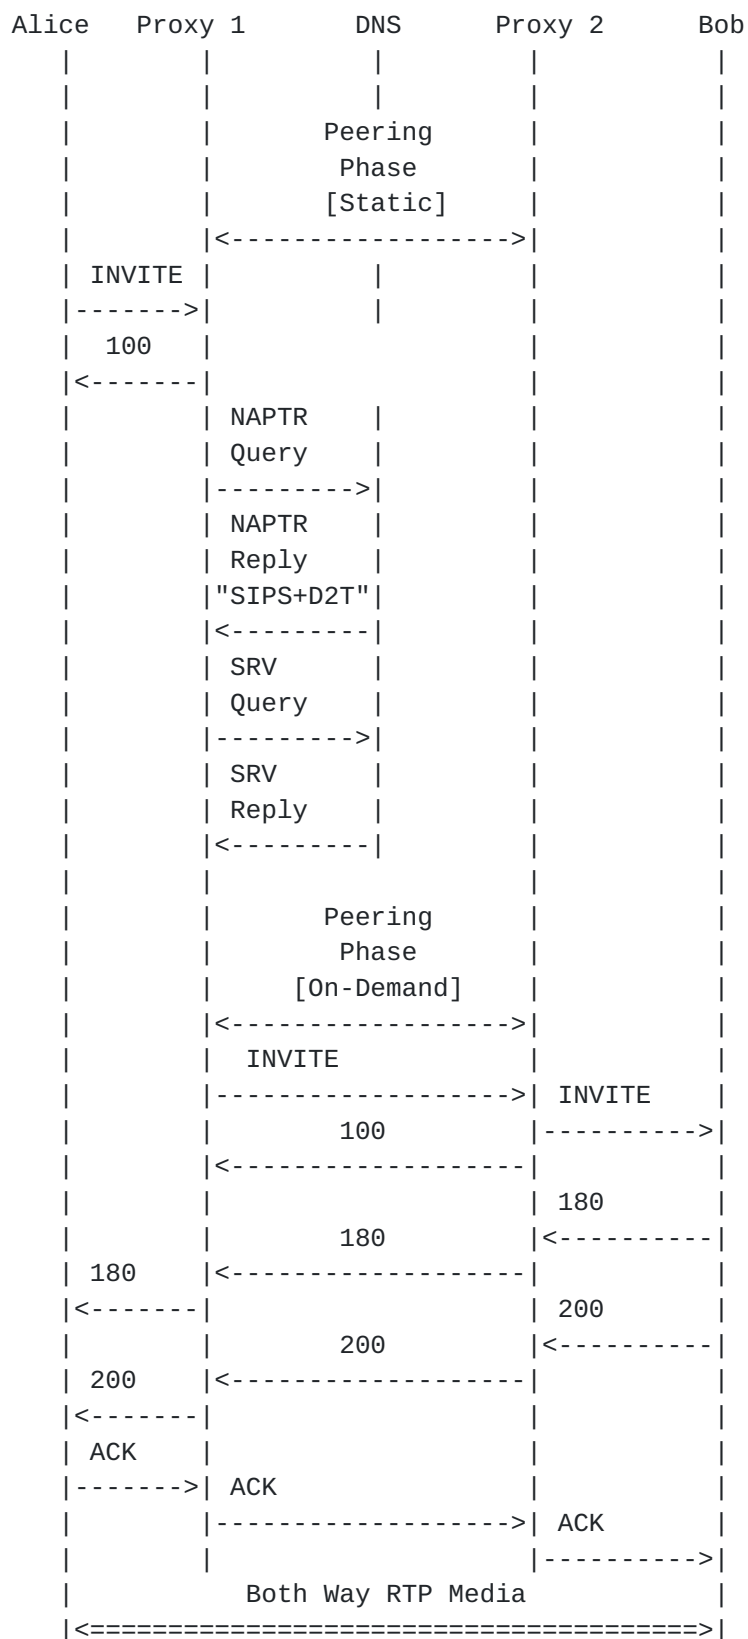 Alice Proxy 1 DNS Proxy 2 Bob
Peering
Phase
[Static]
INVITE
100
NAPTR
Query
NAPTR
Reply
"SIPS+D2T"
SRV
Query
SRV
Reply
Peering
Phase
[On-Demand]
INVITE
INVITE
100
180
180
180
200
200
200
ACK
ACK
ACK
Both Way RTP Media